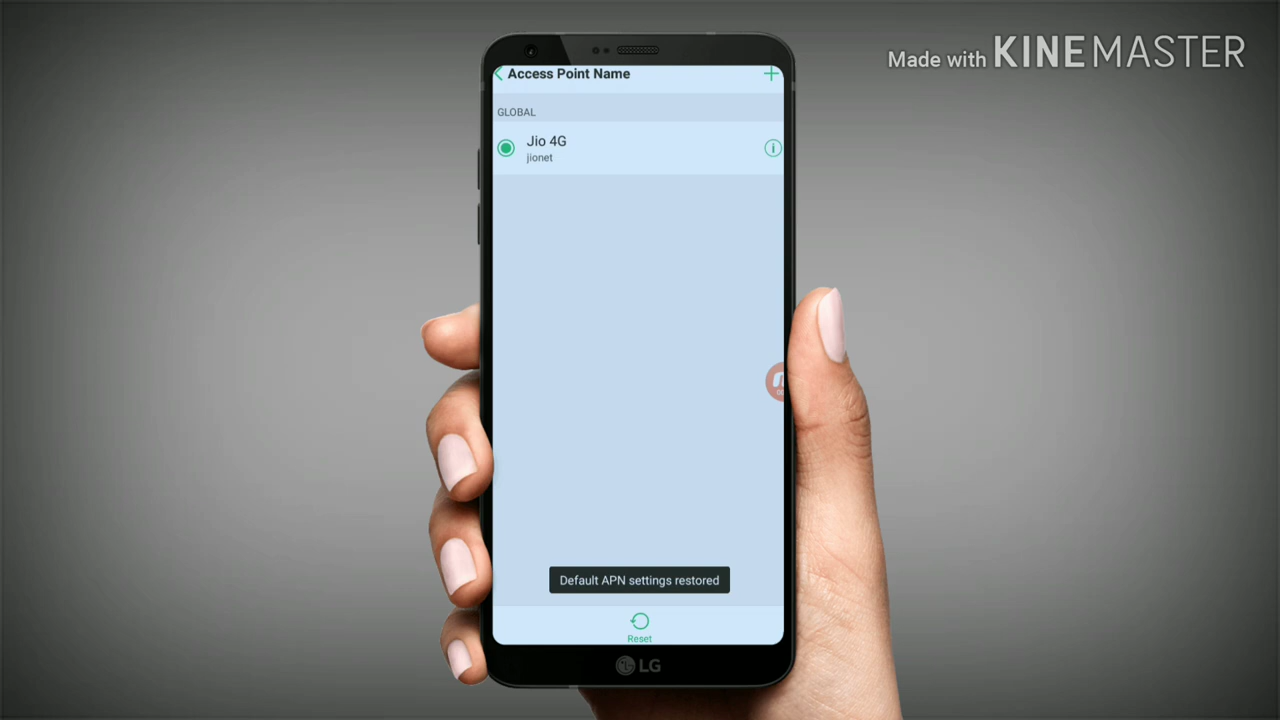 Made with KINEMASTER
Access Point Name
GLOBAL
Jio 4G
jionet
Default APN settings restored
Reset
LG